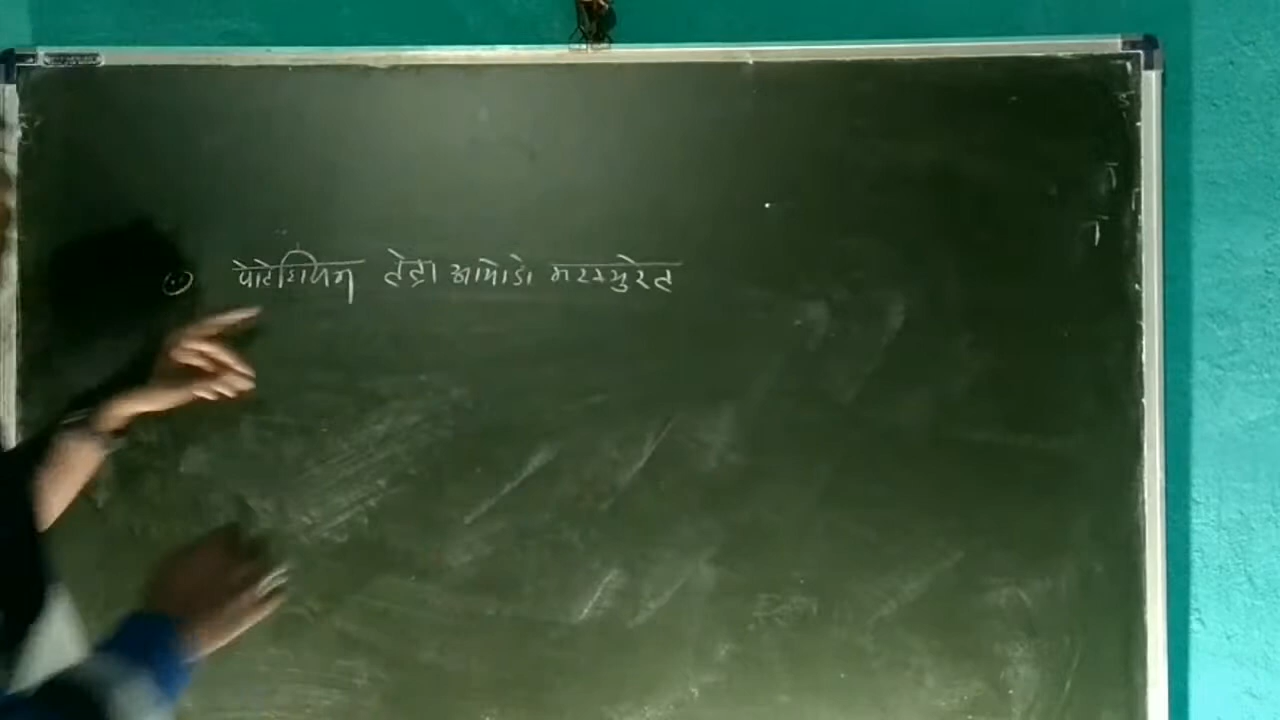 पोटेशियम टेट्रा आयोडो मरक्युरेट